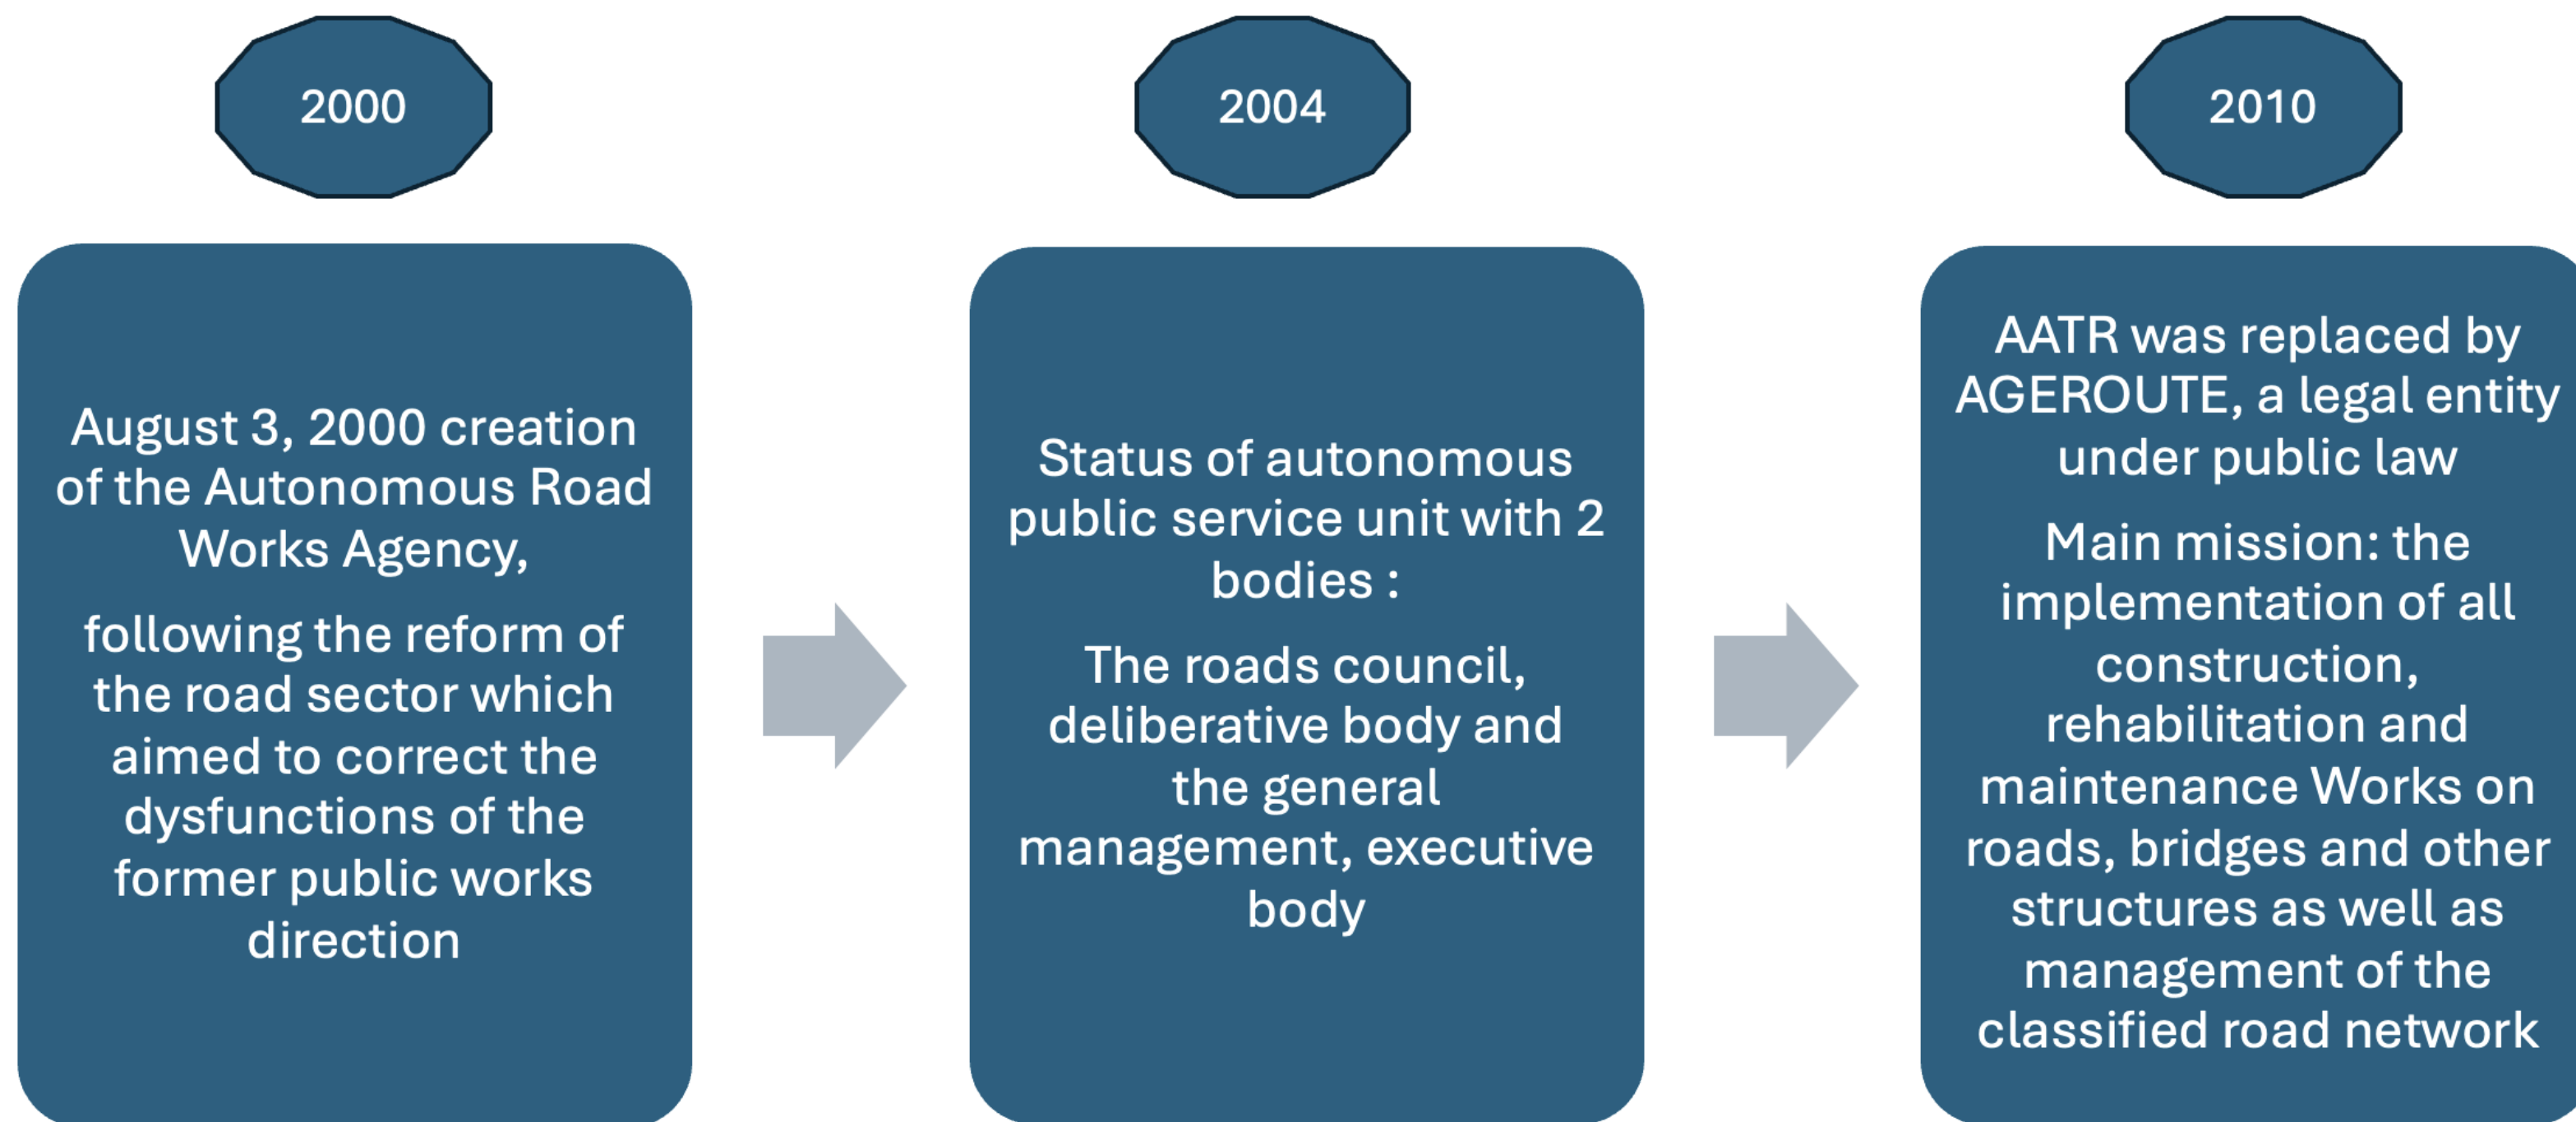 2000
August 3, 2000 creation
of the Autonomous Road
Works Agency,
following the reform of
the road sector which
aimed to correct the
dysfunctions of the
former public works
direction
2004
Status of autonomous
public service unit with 2
bodies :
The roads council,
deliberative body and
the general
management, executive
body
2010
AATR was replaced by
AGEROUTE, a legal entity
under public law
Main mission: the
implementation of all
construction,
rehabilitation and
maintenance Works on
roads, bridges and other
structures as well as
management of the
classified road network